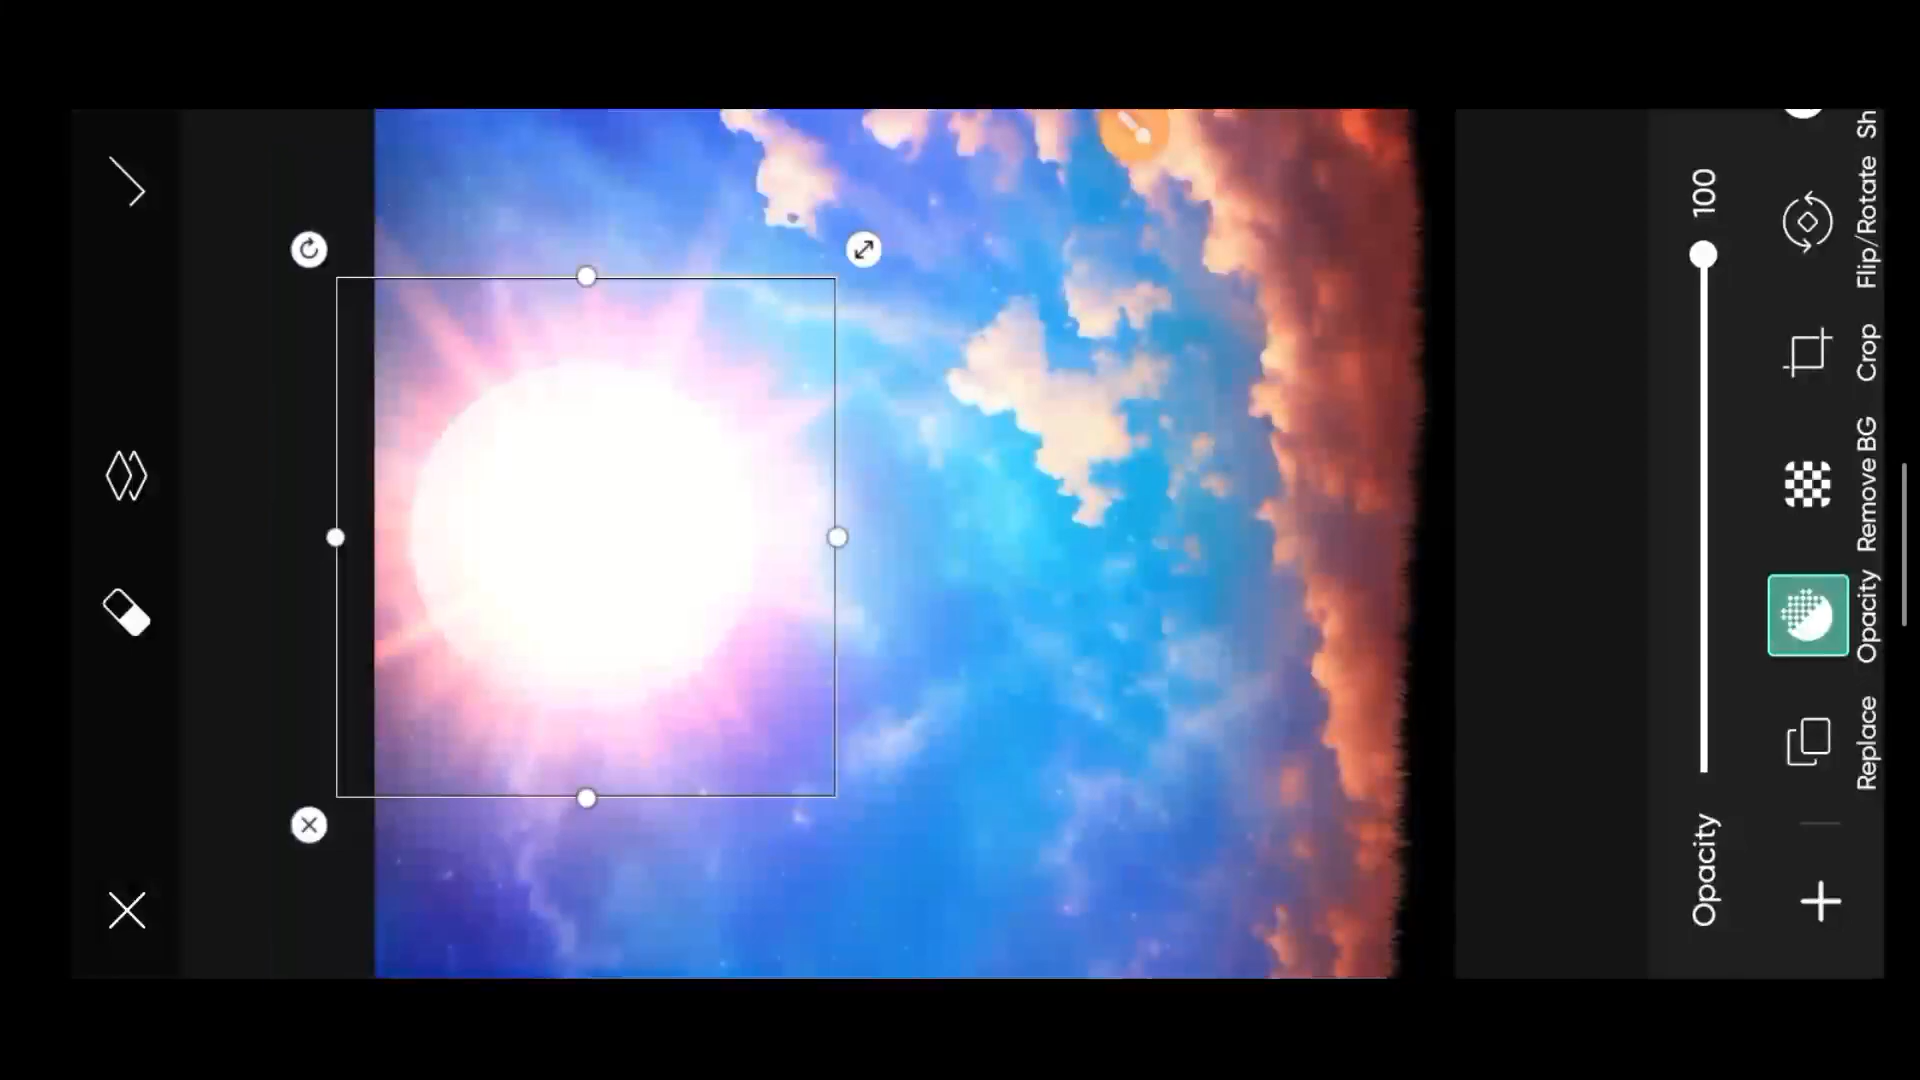 Opacity 100
Replace
Opacity
Remove BG
Crop
Flip/Rotate
Sh